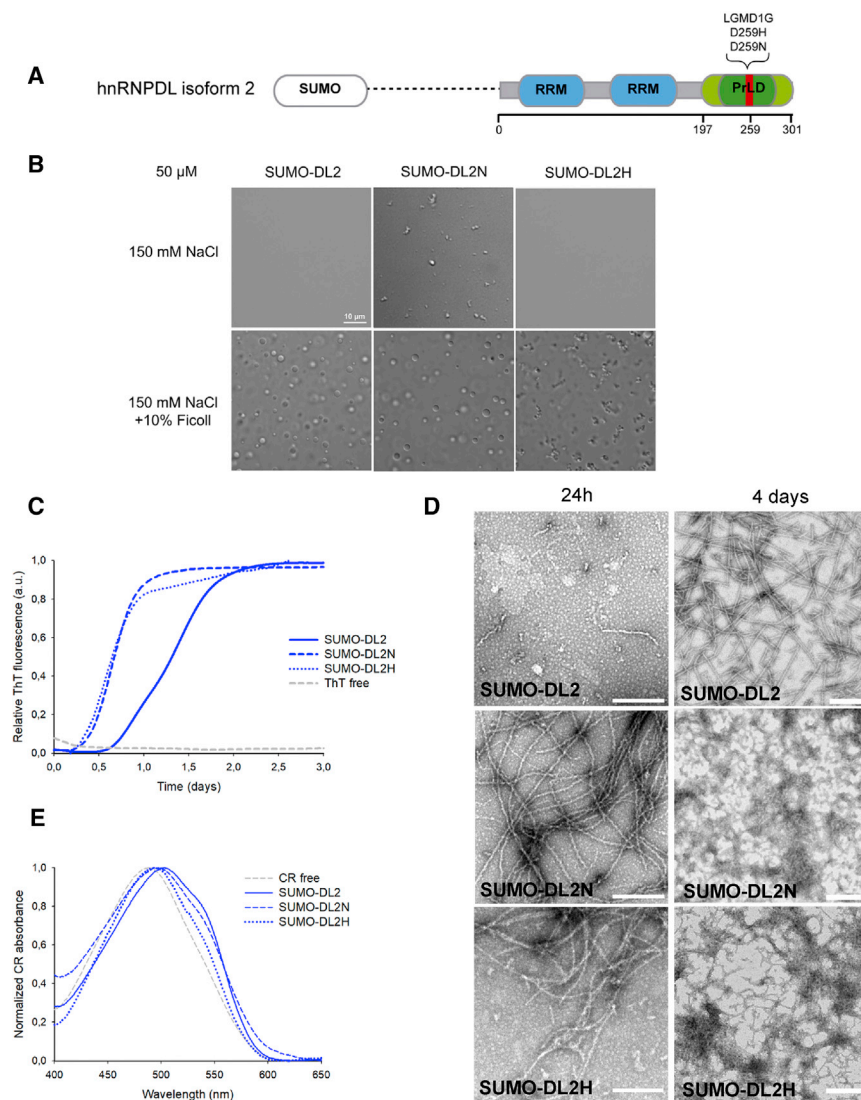 LGMD1G
D259H
D259N
A
hnRNPDL isoform 2
SUMO
RRM
RRM
PrLD
0
197
259
301
B
50 µM
SUMO-DL2
SUMO-DL2N
SUMO-DL2H
150 mM NaCl
10 µm
150 mM NaCl
+10% Ficoll
C
1,0
0,8
0,6
0,4
0,2
0,0
Relative ThT fluorescence (a.u.)
SUMO-DL2
SUMO-DL2N
SUMO-DL2H
ThT free
0,0
0,5
1,0
1,5
2,0
2,5
3,0
Time (days)
D
24h
4 days
SUMO-DL2
SUMO-DL2
SUMO-DL2N
SUMO-DL2N
SUMO-DL2H
SUMO-DL2H
E
1,0
0,8
0,6
0,4
0,2
0,0
Normalized CR absorbance
CR free
SUMO-DL2
SUMO-DL2N
SUMO-DL2H
400
450
500
550
600
650
Wavelength (nm)